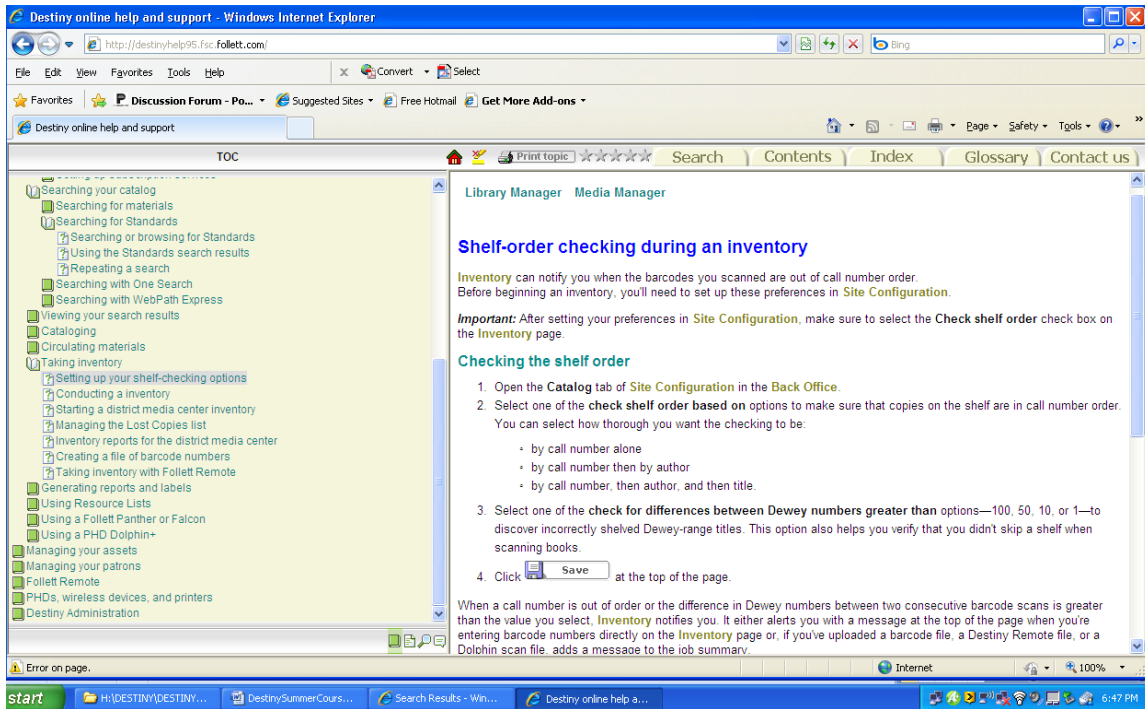 Destiny online help and support - Windows Internet Explorer
http://destinyhelp95.fsc.follett.com/
Bing
File Edit View Favorites Tools Help
x Convert Select
Favorites Discussion Forum - Po... Suggested Sites Free Hotmail Get More Add-ons
Destiny online help and support
Page Safety Tools »
TOC
Print topic Search Contents Index Glossary Contact us
Searching your catalog
Searching for materials
Searching for Standards
Searching or browsing for Standards
Using the Standards search results
Repeating a search
Searching with One Search
Searching with WebPath Express
Viewing your search results
Cataloging
Circulating materials
Taking inventory
Setting up your shelf-checking options
Conducting a inventory
Starting a district media center inventory
Managing the Lost Copies list
Inventory reports for the district media center
Creating a file of barcode numbers
Taking inventory with Follett Remote
Generating reports and labels
Using Resource Lists
Using a Follett Panther or Falcon
Using a PHD Dolphin+
Managing your assets
Managing your patrons
Follett Remote
PHDs, wireless devices, and printers
Destiny Administration
Library Manager Media Manager
Shelf-order checking during an inventory
Inventory can notify you when the barcodes you scanned are out of call number order.
Before beginning an inventory, you'll need to set up these preferences in Site Configuration.
Important: After setting your preferences in Site Configuration, make sure to select the Check shelf order check box on
the Inventory page.
Checking the shelf order
1. Open the Catalog tab of Site Configuration in the Back Office.
2. Select one of the check shelf order based on options to make sure that copies on the shelf are in call number order.
You can select how thorough you want the checking to be:
◦ by call number alone
◦ by call number then by author
◦ by call number, then author, and then title.
3. Select one of the check for differences between Dewey numbers greater than options—100, 50, 10, or 1—to
discover incorrectly shelved Dewey-range titles. This option also helps you verify that you didn't skip a shelf when
scanning books.
4. Click Save at the top of the page.
When a call number is out of order or the difference in Dewey numbers between two consecutive barcode scans is greater
than the value you select, Inventory notifies you. It either alerts you with a message at the top of the page when you're
entering barcode numbers directly on the Inventory page or, if you've uploaded a barcode file, a Destiny Remote file, or a
Dolphin scan file, adds a message to the job summary.
Error on page.
Internet
100%
start H:\DESTINY\DESTINY... DestinySummerCours... Search Results - Win... Destiny online help a... 6:47 PM